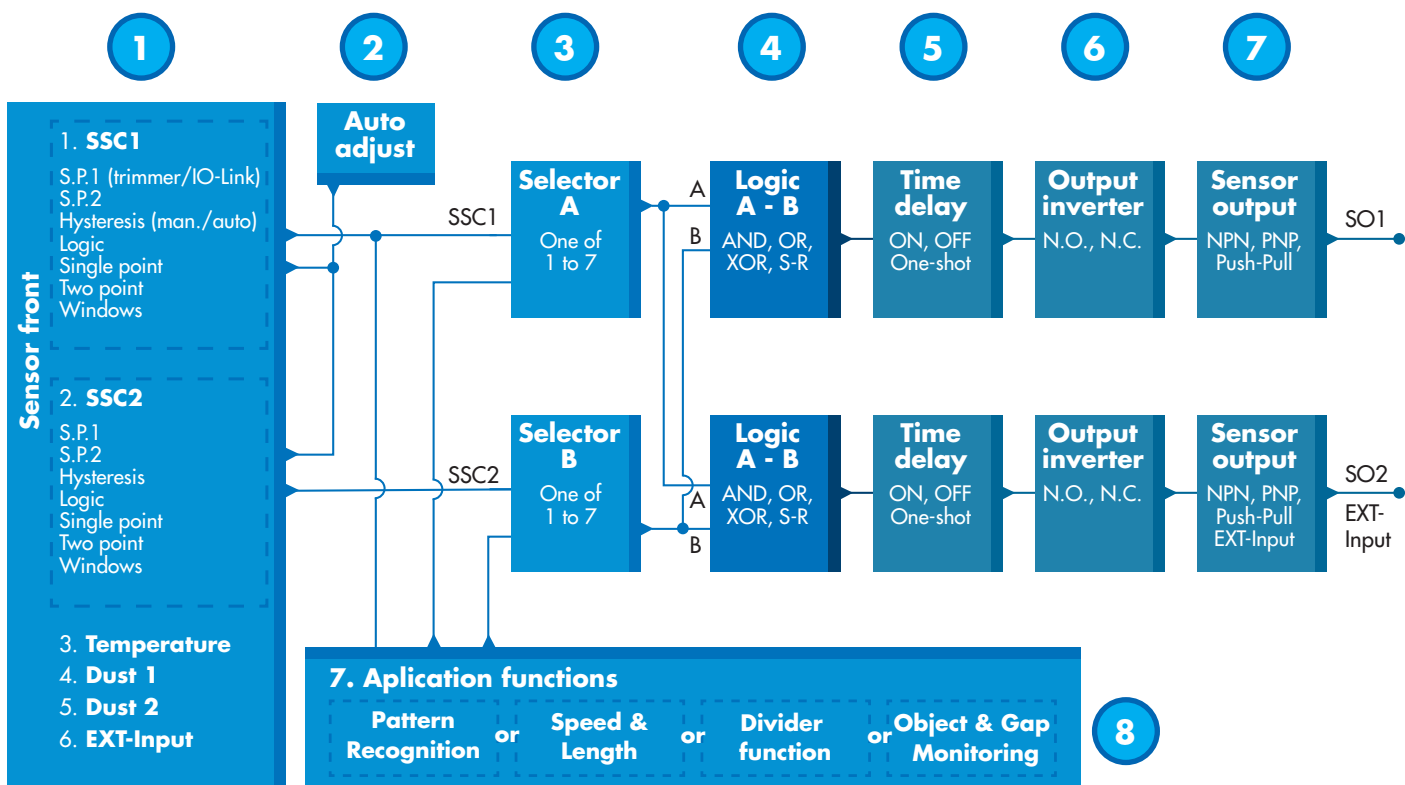 1
2
3
4
5
6
7
Sensor front
1. SSC1
S.P.1 (trimmer/IO-Link)
S.P.2
Hysteresis (man./auto)
Logic
Single point
Two point
Windows
2. SSC2
S.P.1
S.P.2
Hysteresis
Logic
Single point
Two point
Windows
3. Temperature
4. Dust 1
5. Dust 2
6. EXT-Input
Auto
adjust
SSC1
Selector
A
One of
1 to 7
A
B
Logic
A - B
AND, OR,
XOR, S-R
Time
delay
ON, OFF
One-shot
Output
inverter
N.O., N.C.
Sensor
output
NPN, PNP,
Push-Pull
SO1
SSC2
Selector
B
One of
1 to 7
A
B
Logic
A - B
AND, OR,
XOR, S-R
Time
delay
ON, OFF
One-shot
Output
inverter
N.O., N.C.
Sensor
output
NPN, PNP,
Push-Pull
EXT-Input
SO2
EXT-
Input
7. Aplication functions
Pattern
Recognition
or
Speed &
Length
or
Divider
function
or
Object & Gap
Monitoring
8